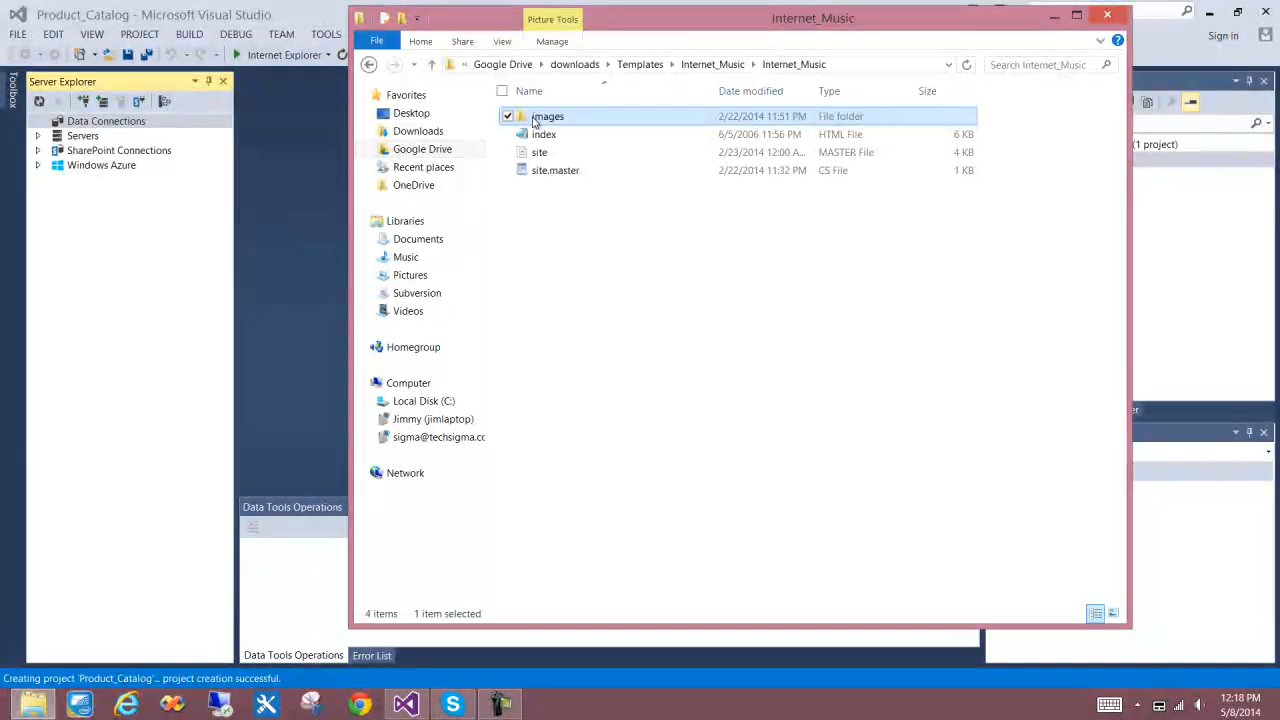 Product_Catalog - Microsoft Visual Studio
Picture Tools
Internet_Music
FILE EDIT VIEW PROJECT BUILD DEBUG TEAM TOOLS
File Home Share View Manage
Sign in
Internet Explorer
« Google Drive downloads Templates Internet_Music Internet_Music
Search Internet_Music
Server Explorer
Toolbox
Data Connections
Servers
SharePoint Connections
Windows Azure
Favorites
Desktop
Downloads
Google Drive
Recent places
OneDrive
Libraries
Documents
Music
Pictures
Subversion
Videos
Homegroup
Computer
Local Disk (C:)
Jimmy (jimlaptop)
sigma@techsigma.cc
Network
Name Date modified Type Size
images 2/22/2014 11:51 PM File folder
index 6/5/2006 11:56 PM HTML File 6 KB
site 2/23/2014 12:00 A... MASTER File 4 KB
site.master 2/22/2014 11:32 PM CS File 1 KB
(1 project)
er
4 items 1 item selected
Data Tools Operations
Data Tools Operations Error List
Creating project 'Product_Catalog'... project creation successful.
12:18 PM
5/8/2014